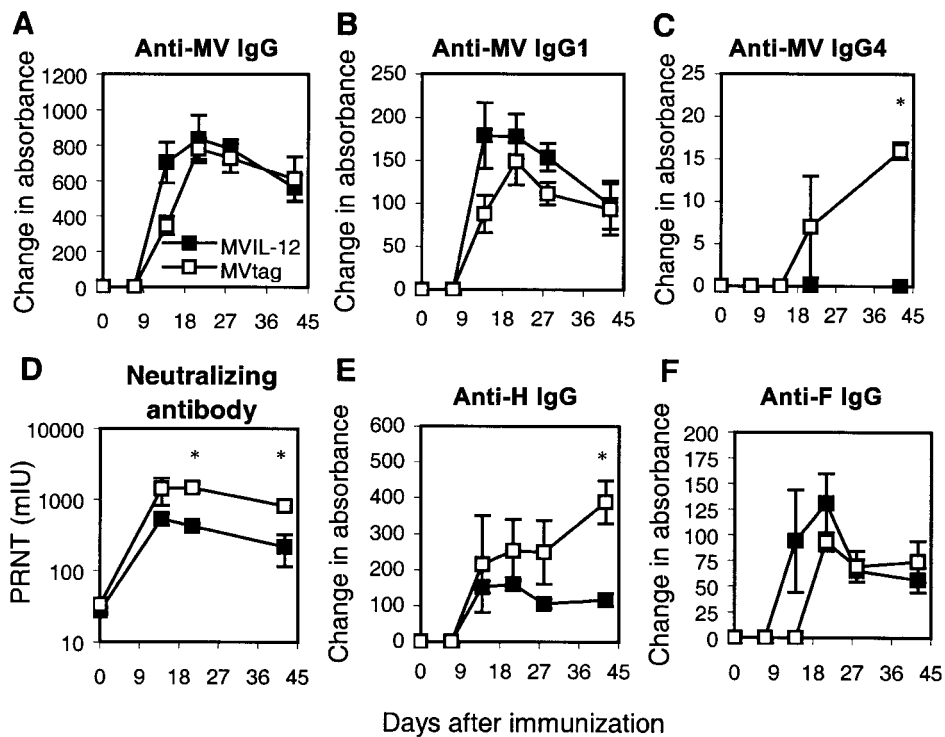 A
Anti-MV IgG
Change in absorbance
1200
1000
800
600
400
200
0
MVIL-12
MVtag
0 9 18 27 36 45
B
Anti-MV IgG1
Change in absorbance
250
200
150
100
50
0
0 9 18 27 36 45
C
Anti-MV IgG4
Change in absorbance
25
20
15
10
5
0
*
0 9 18 27 36 45
D
Neutralizing
antibody
PRNT (mIU)
10000
1000
100
10
* *
0 9 18 27 36 45
E
Anti-H IgG
Change in absorbance
600
500
400
300
200
100
0
*
0 9 18 27 36 45
F
Anti-F IgG
Change in absorbance
200
175
150
125
100
75
50
25
0
0 9 18 27 36 45
Days after immunization